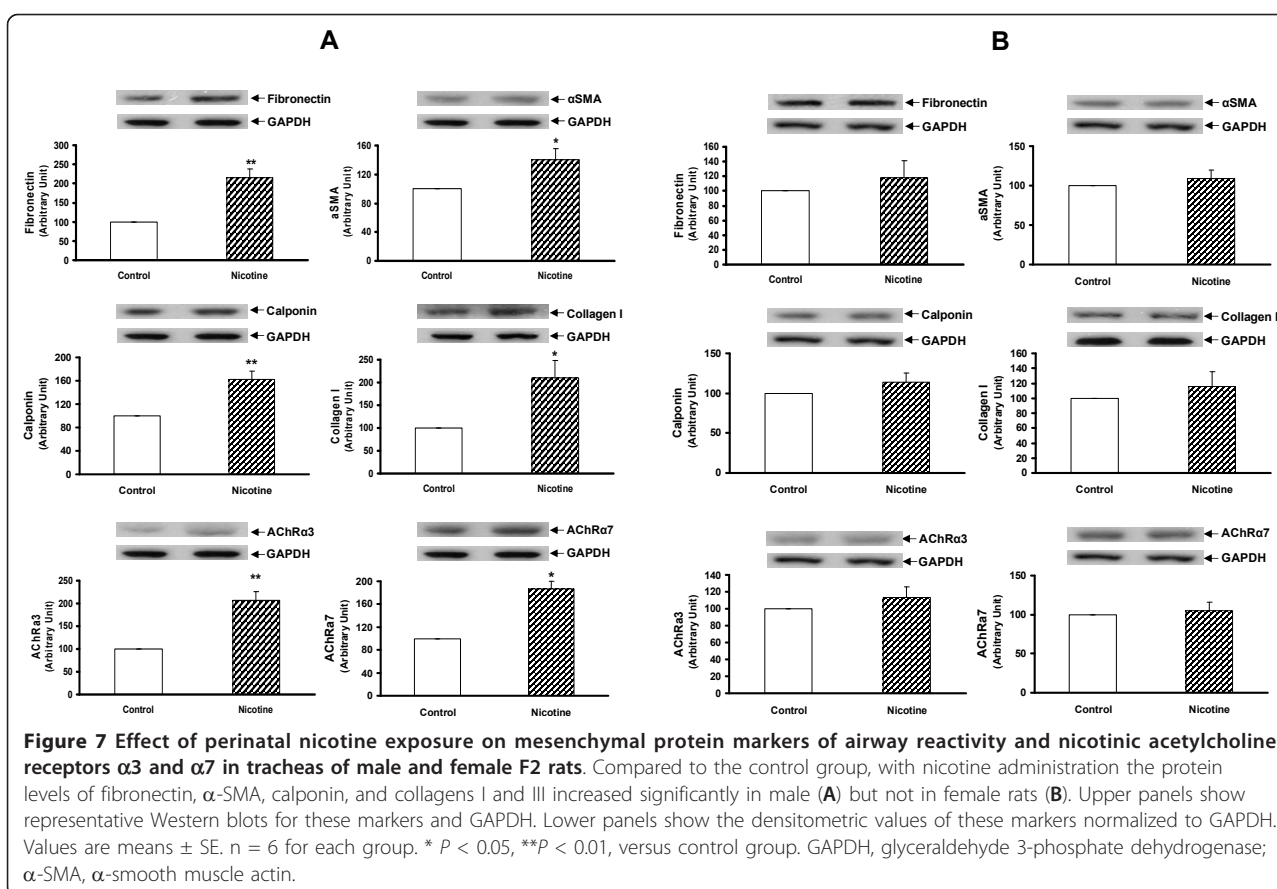 A
B
Fibronectin
GAPDH
300
250
200
150
100
50
0
Fibronectin
(Arbitrary Unit)
**
Control
Nicotine
αSMA
GAPDH
160
120
80
40
0
aSMA
(Arbitrary Unit)
*
Control
Nicotine
Fibronectin
GAPDH
160
140
120
100
80
60
40
20
0
Fibronectin
(Arbitrary Unit)
Control
Nicotine
αSMA
GAPDH
150
100
50
0
aSMA
(Arbitrary Unit)
Control
Nicotine
Calponin
GAPDH
200
160
120
80
40
0
Calponin
(Arbitrary Unit)
**
Control
Nicotine
Collagen I
GAPDH
250
200
150
100
50
0
Collagen I
(Arbitrary Unit)
*
Control
Nicotine
Calponin
GAPDH
150
100
50
0
Calponin
(Arbitrary Unit)
Control
Nicotine
Collagen I
GAPDH
160
140
120
100
80
60
40
20
0
Collagen I
(Arbitrary Unit)
Control
Nicotine
AChRα3
GAPDH
250
200
150
100
50
0
AChRa3
(Arbitrary Unit)
**
Control
Nicotine
AChRα7
GAPDH
200
160
120
80
40
0
AChRa7
(Arbitrary Unit)
*
Control
Nicotine
AChRα3
GAPDH
140
120
100
80
60
40
20
0
AChRa3
(Arbitrary Unit)
Control
Nicotine
AChRα7
GAPDH
150
100
50
0
AChRa7
(Arbitrary Unit)
Control
Nicotine
Figure 7 Effect of perinatal nicotine exposure on mesenchymal protein markers of airway reactivity and nicotinic acetylcholine
receptors α3 and α7 in tracheas of male and female F2 rats. Compared to the control group, with nicotine administration the protein
levels of fibronectin, α-SMA, calponin, and collagens I and III increased significantly in male (A) but not in female rats (B). Upper panels show
representative Western blots for these markers and GAPDH. Lower panels show the densitometric values of these markers normalized to GAPDH.
Values are means ± SE. n = 6 for each group. * P < 0.05, **P < 0.01, versus control group. GAPDH, glyceraldehyde 3-phosphate dehydrogenase;
α-SMA, α-smooth muscle actin.